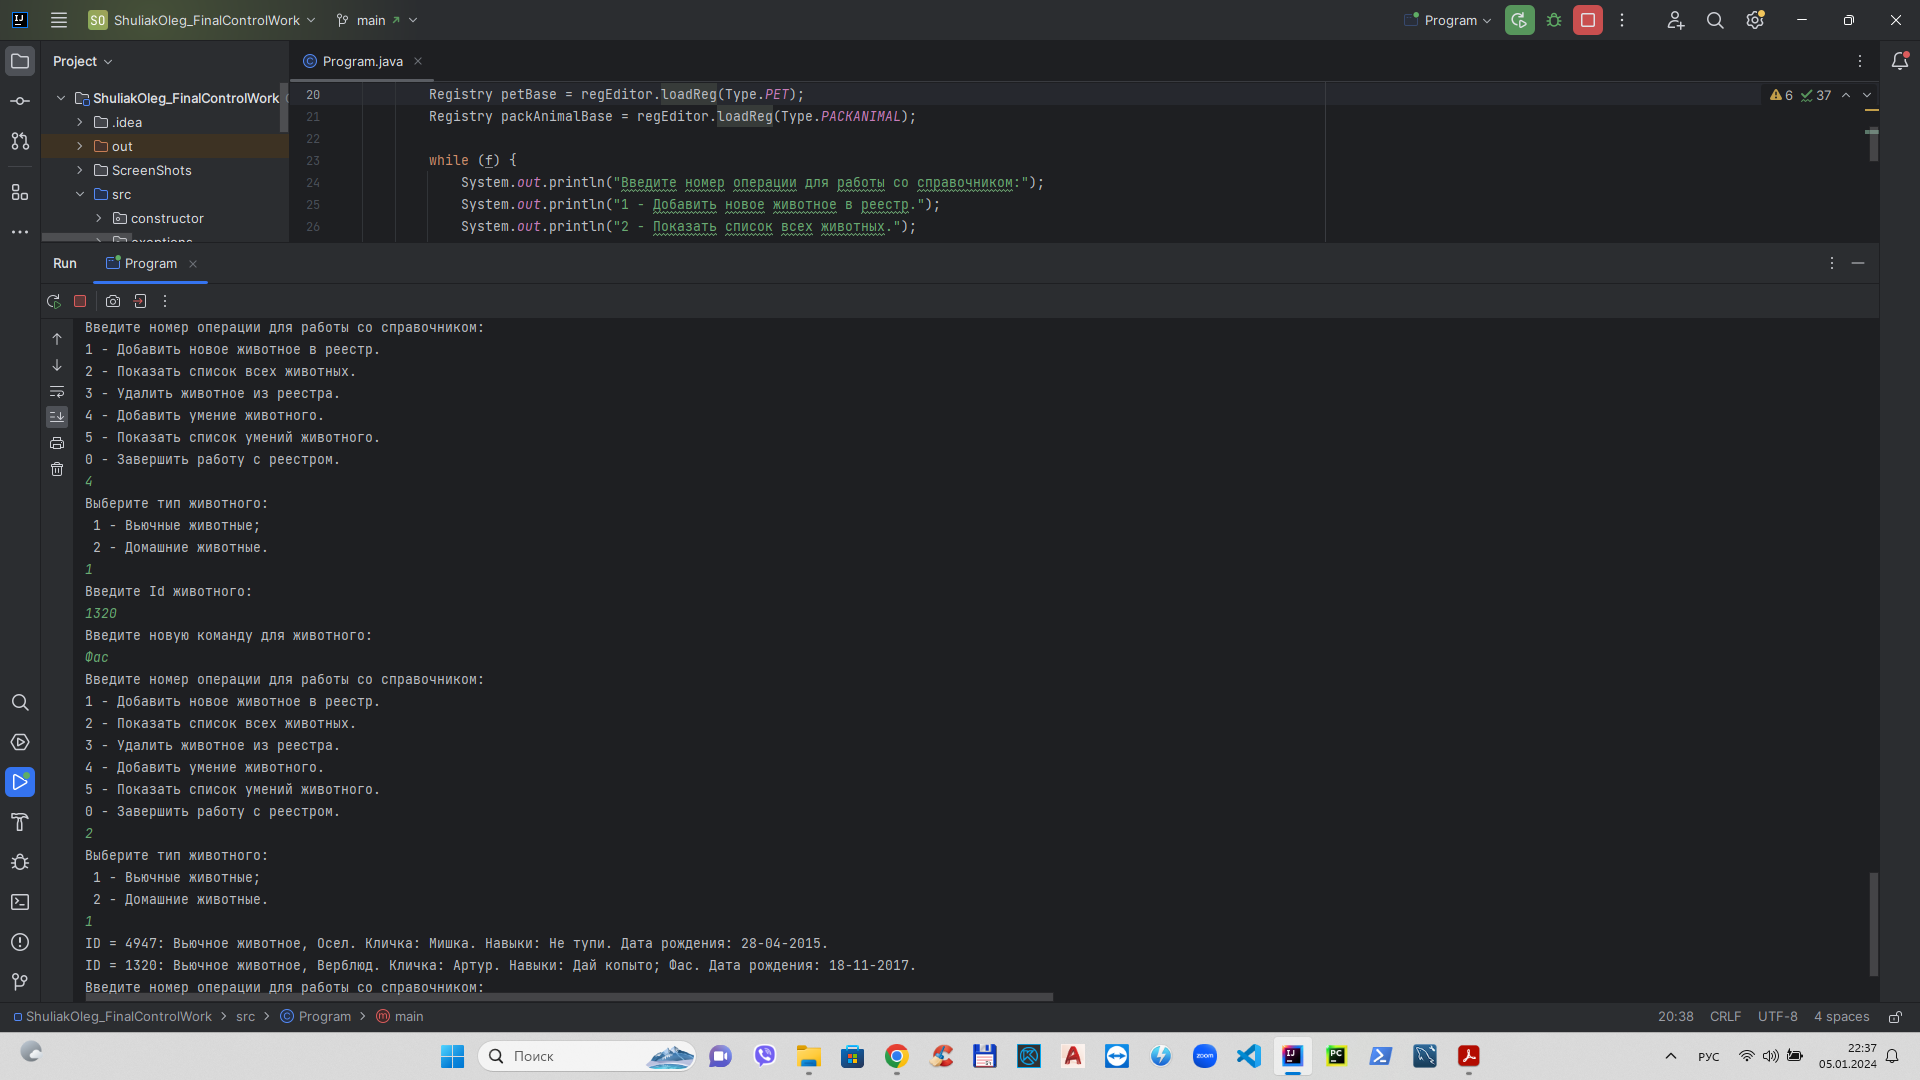 SO ShuliakOleg_FinalControlWork main Program
Project
Program.java
ShuliakOleg_FinalControlWork
.idea
out
ScreenShots
src
constructor
exeptions
20 Registry petBase = regEditor.loadReg(Type.PET);
21 Registry packAnimalBase = regEditor.loadReg(Type.PACKANIMAL);
22
23 while (f) {
24 System.out.println("Введите номер операции для работы со справочником:");
25 System.out.println("1 - Добавить новое животное в реестр.");
26 System.out.println("2 - Показать список всех животных.");
6 37
Run Program
Введите номер операции для работы со справочником:
1 - Добавить новое животное в реестр.
2 - Показать список всех животных.
3 - Удалить животное из реестра.
4 - Добавить умение животного.
5 - Показать список умений животного.
0 - Завершить работу с реестром.
4
Выберите тип животного:
1 - Вьючные животные;
2 - Домашние животные.
1
Введите Id животного:
1320
Введите новую команду для животного:
Фас
Введите номер операции для работы со справочником:
1 - Добавить новое животное в реестр.
2 - Показать список всех животных.
3 - Удалить животное из реестра.
4 - Добавить умение животного.
5 - Показать список умений животного.
0 - Завершить работу с реестром.
2
Выберите тип животного:
1 - Вьючные животные;
2 - Домашние животные.
1
ID = 4947: Вьючное животное, Осел. Кличка: Мишка. Навыки: Не тупи. Дата рождения: 28-04-2015.
ID = 1320: Вьючное животное, Верблюд. Кличка: Артур. Навыки: Дай копыто; Фас. Дата рождения: 18-11-2017.
Введите номер операции для работы со справочником:
ShuliakOleg_FinalControlWork > src > Program > main
20:38 CRLF UTF-8 4 spaces
Поиск
zoom
PC
РУС
22:37
05.01.2024